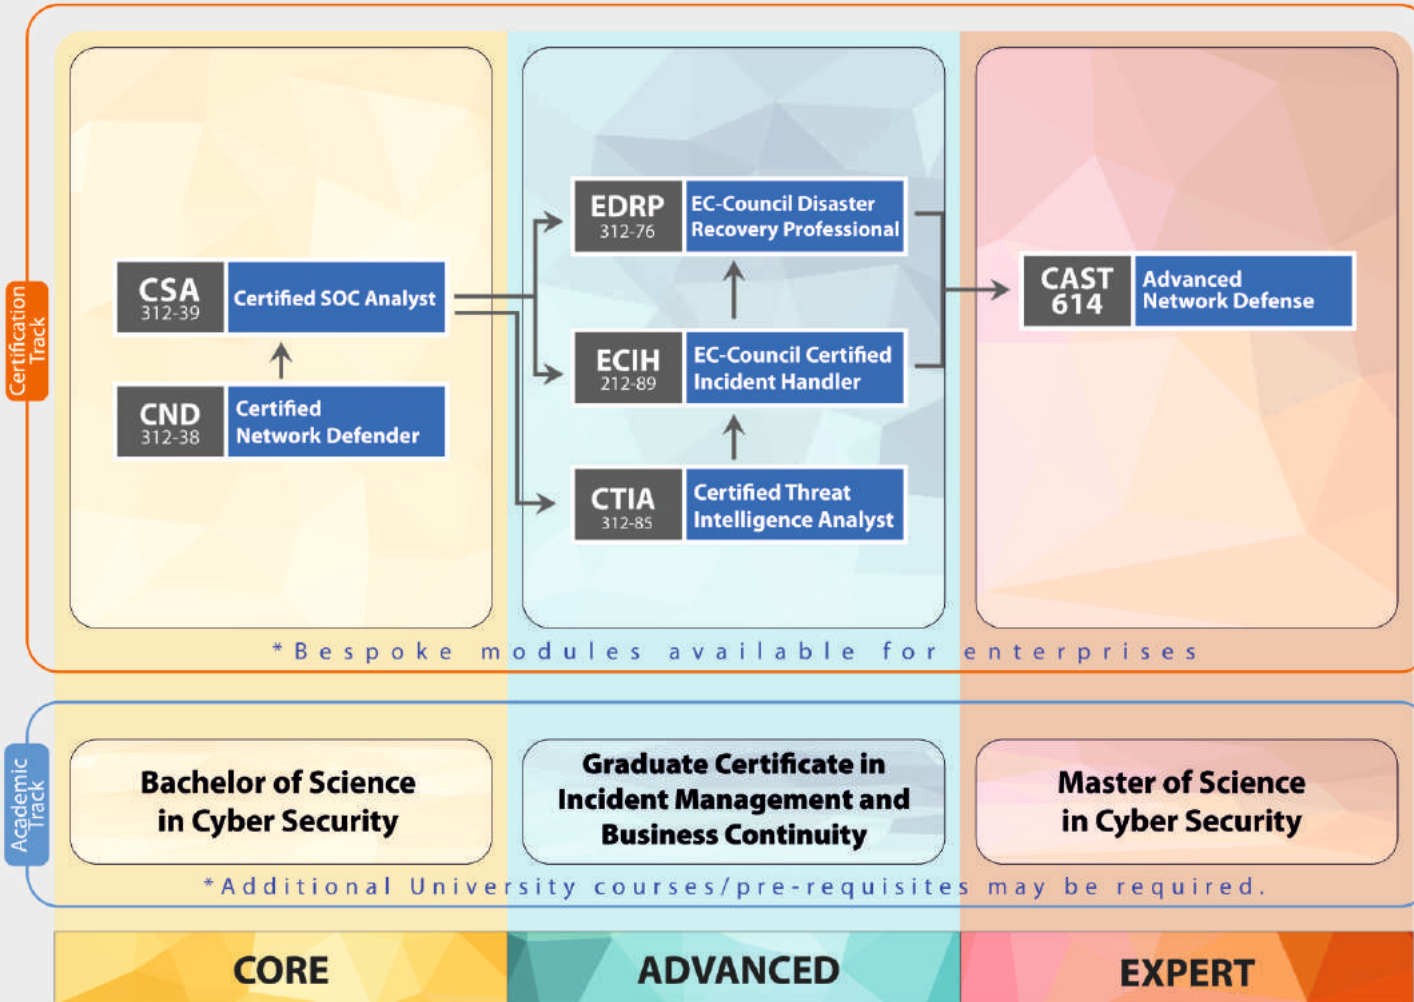 Certification
Track
CSA
312-39
Certified SOC Analyst
CND
312-38
Certified
Network Defender
EDRP
312-76
EC-Council Disaster
Recovery Professional
ECIH
212-89
EC-Council Certified
Incident Handler
CTIA
312-85
Certified Threat
Intelligence Analyst
CAST
614
Advanced
Network Defense
*Bespoke modules available for enterprises
Academic
Track
Bachelor of Science
in Cyber Security
Graduate Certificate in
Incident Management and
Business Continuity
Master of Science
in Cyber Security
*Additional University courses/pre-requisites may be required.
CORE
ADVANCED
EXPERT